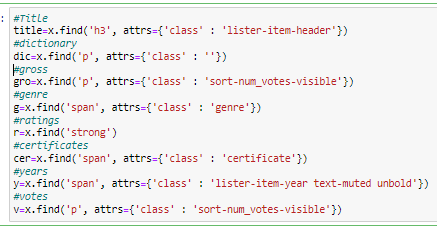 #Title
title=x.find('h3', attrs={'class' : 'lister-item-header'})
#dictionary
dic=x.find('p', attrs={'class' : ''})
#gross
gro=x.find('p', attrs={'class' : 'sort-num_votes-visible'})
#genre
g=x.find('span', attrs={'class' : 'genre'})
#ratings
r=x.find('strong')
#certificates
cer=x.find('span', attrs={'class' : 'certificate'})
#years
y=x.find('span', attrs={'class' : 'lister-item-year text-muted unbold'})
#votes
v=x.find('p', attrs={'class' : 'sort-num_votes-visible'})